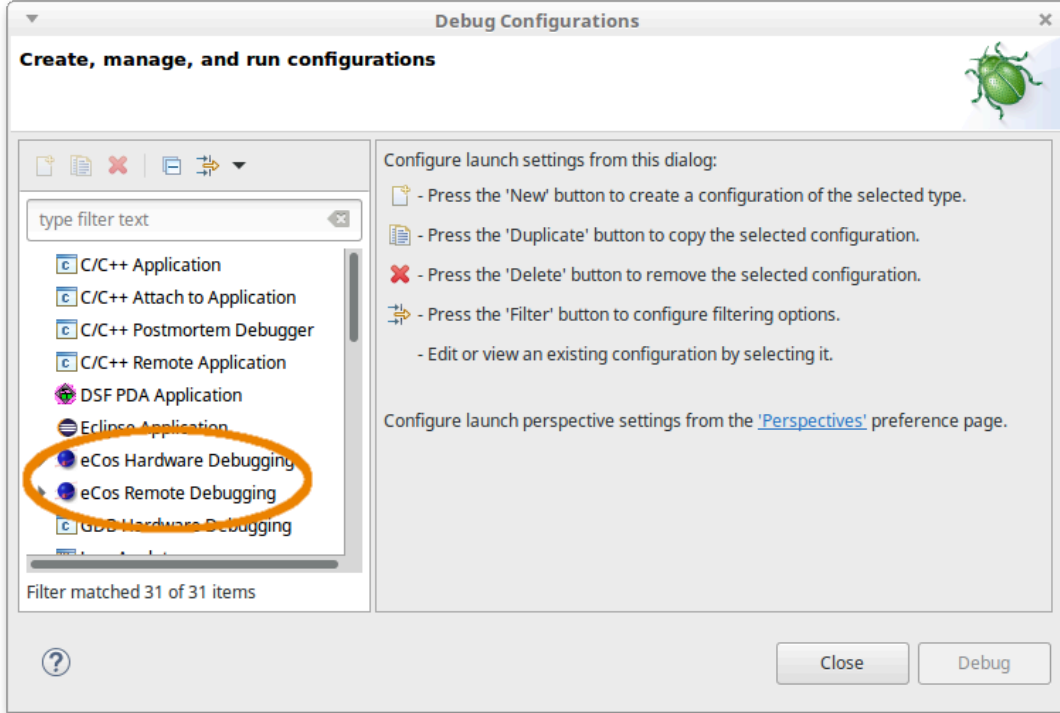 Debug Configurations
Create, manage, and run configurations
type filter text
C/C++ Application
C/C++ Attach to Application
C/C++ Postmortem Debugger
C/C++ Remote Application
DSF PDA Application
Eclipse Application
eCos Hardware Debugging
eCos Remote Debugging
GDB Hardware Debugging
Filter matched 31 of 31 items
Configure launch settings from this dialog:
- Press the 'New' button to create a configuration of the selected type.
- Press the 'Duplicate' button to copy the selected configuration.
- Press the 'Delete' button to remove the selected configuration.
- Press the 'Filter' button to configure filtering options.
- Edit or view an existing configuration by selecting it.
Configure launch perspective settings from the 'Perspectives' preference page.
Close
Debug